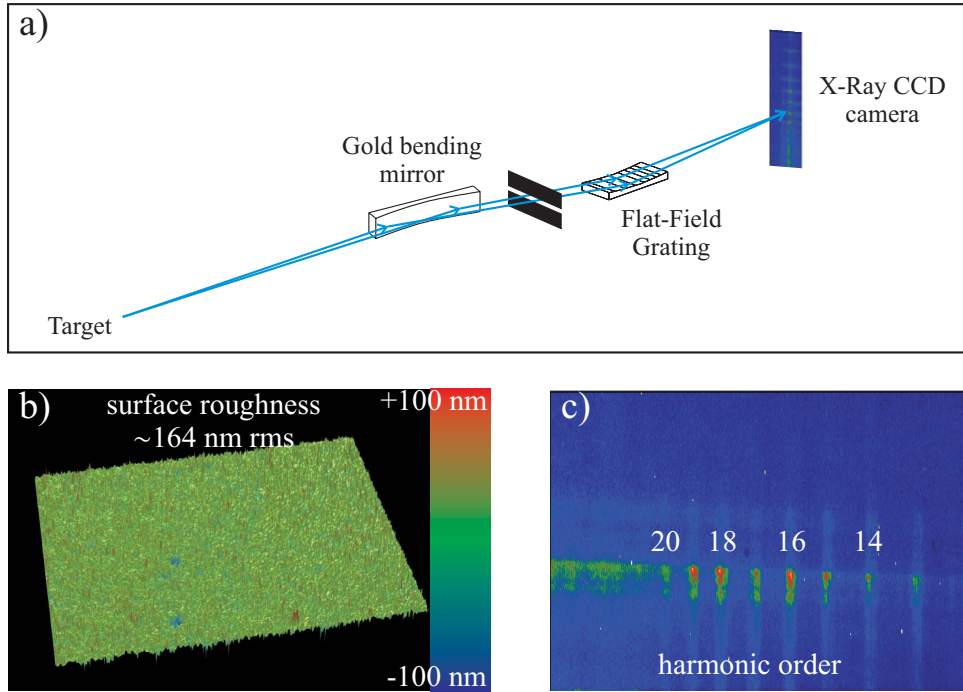 a)
X-Ray CCD
camera
Gold bending
mirror
Flat-Field
Grating
Target
b)
surface roughness
~164 nm rms
+100 nm
-100 nm
c)
20 18 16 14
harmonic order